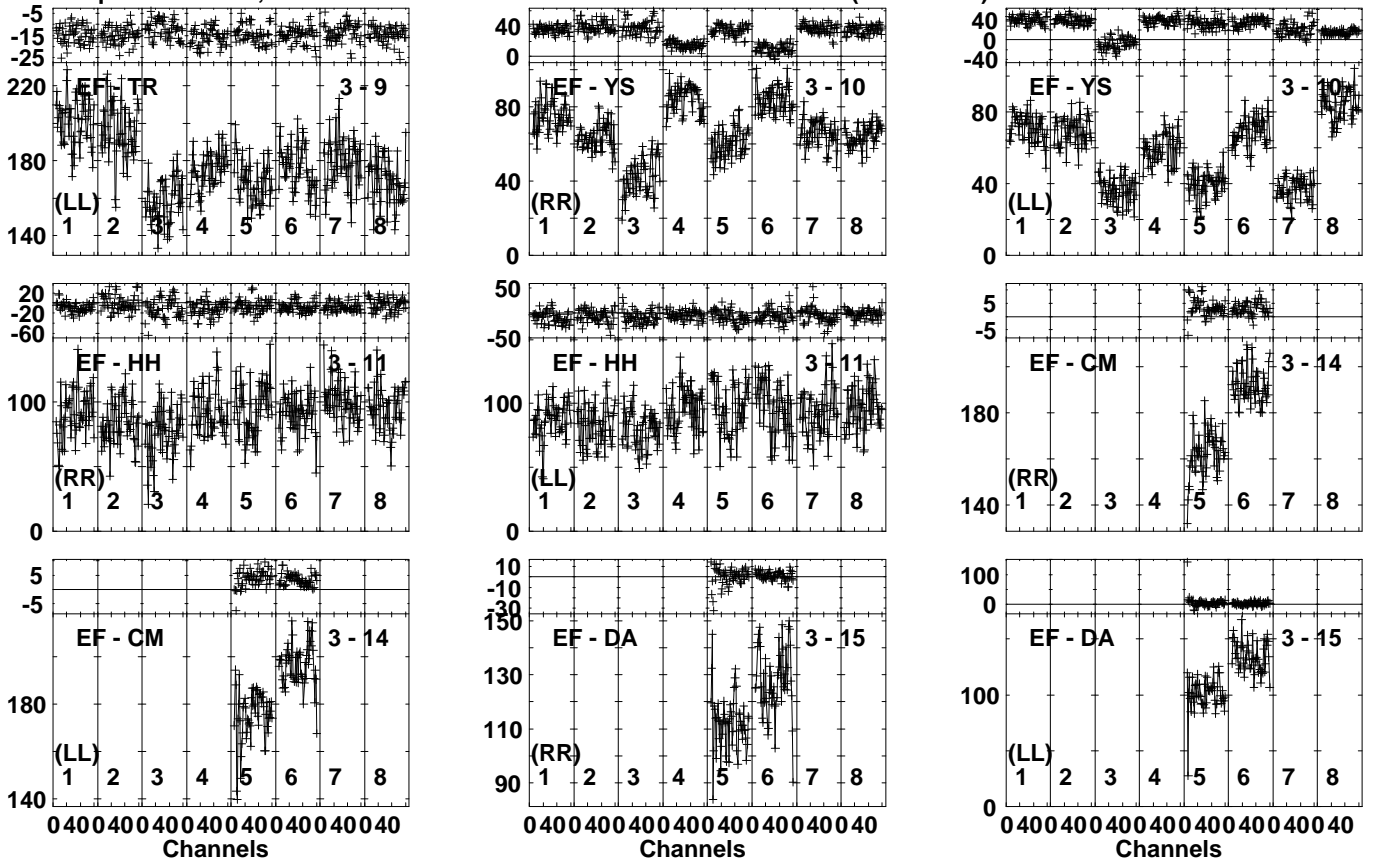 -5
-15
-25
220
180
140
EF - TR 3 - 9
(LL)
1 2 3 4 5 6 7 8
40
0
80
40
0
EF - YS 3 - 10
(RR)
1 2 3 4 5 6 7 8
40
0
-40
80
40
0
EF - YS 3 - 10
(LL)
1 2 3 4 5 6 7 8
20
-20
-60
100
0
EF - HH 3 - 11
(RR)
1 2 3 4 5 6 7 8
50
-50
100
0
EF - HH 3 - 11
(LL)
1 2 3 4 5 6 7 8
5
-5
180
140
EF - CM 3 - 14
(RR)
1 2 3 4 5 6 7 8
5
-5
180
140
EF - CM 3 - 14
(LL)
1 2 3 4 5 6 7 8
0 40 0 40 0 40 0 40 0 40 0 40 0 40 0 40
Channels
10
-10
-30
150
130
110
90
EF - DA 3 - 15
(RR)
1 2 3 4 5 6 7 8
0 40 0 40 0 40 0 40 0 40 0 40 0 40 0 40
Channels
100
0
100
0
EF - DA 3 - 15
(LL)
1 2 3 4 5 6 7 8
0 40 0 40 0 40 0 40 0 40 0 40 0 40 0 40
Channels